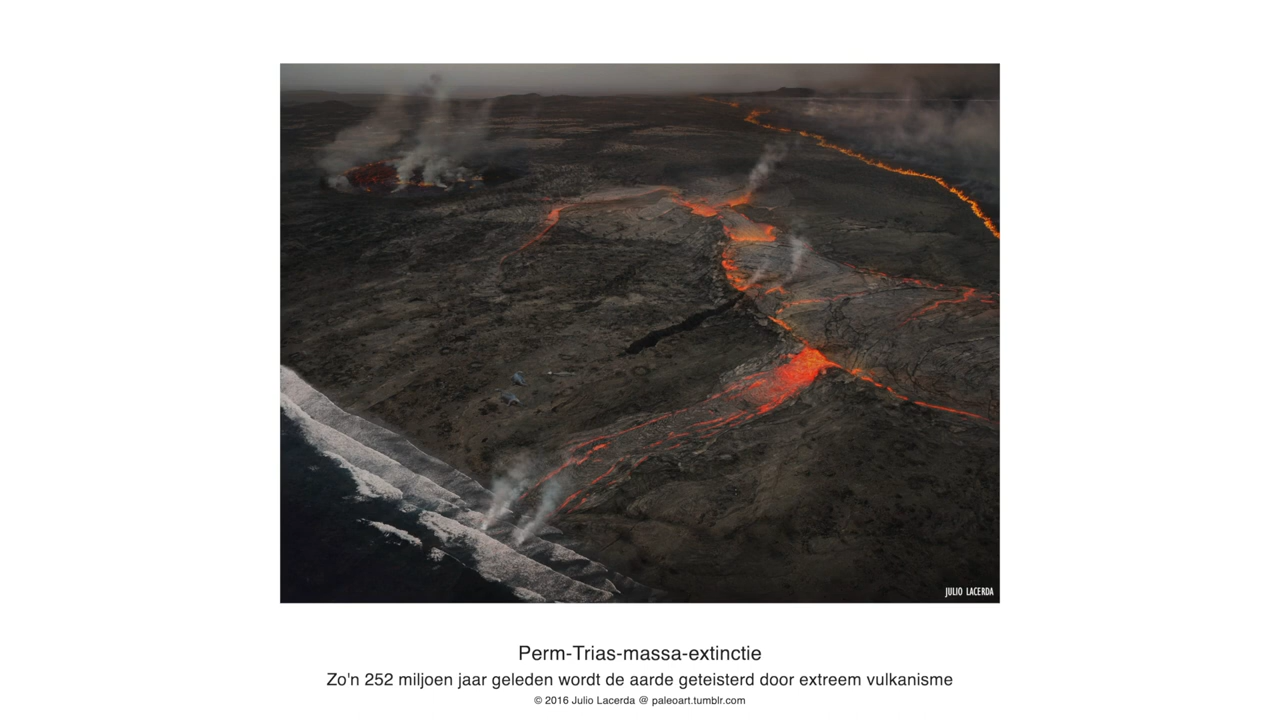 JULIO LACERDA
Perm-Trias-massa-extinctie
Zo'n 252 miljoen jaar geleden wordt de aarde geteisterd door extreem vulkanisme
© 2016 Julio Lacerda @ paleoart.tumblr.com